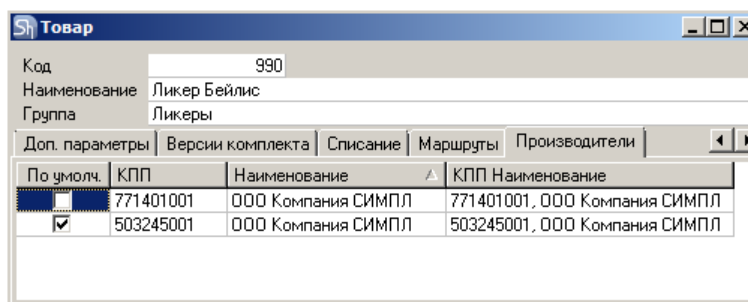 Sh Товар
Код 990
Наименование Ликер Бейлис
Группа Ликеры
Доп. параметры Версии комплекта Списание Маршруты Производители
По умолч. КПП Наименование КПП Наименование
771401001 ООО Компания СИМПЛ 771401001, ООО Компания СИМПЛ
503245001 ООО Компания СИМПЛ 503245001, ООО Компания СИМПЛ